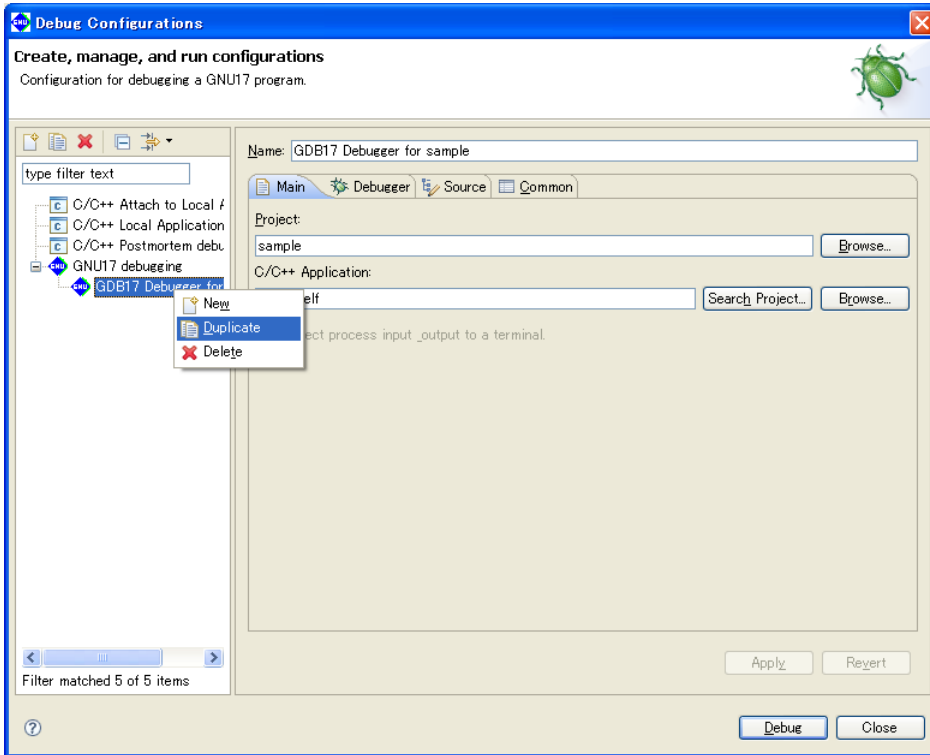 Debug Configurations
Create, manage, and run configurations
Configuration for debugging a GNU17 program.
type filter text
C/C++ Attach to Local A
C/C++ Local Application
C/C++ Postmortem debu
GNU17 debugging
GDB17 Debugger for
New
Duplicate
Delete
Filter matched 5 of 5 items
Name: GDB17 Debugger for sample
Main Debugger Source Common
Project:
sample Browse...
C/C++ Application:
elf Search Project... Browse...
ect process input _output to a terminal.
Apply Revert
Debug Close